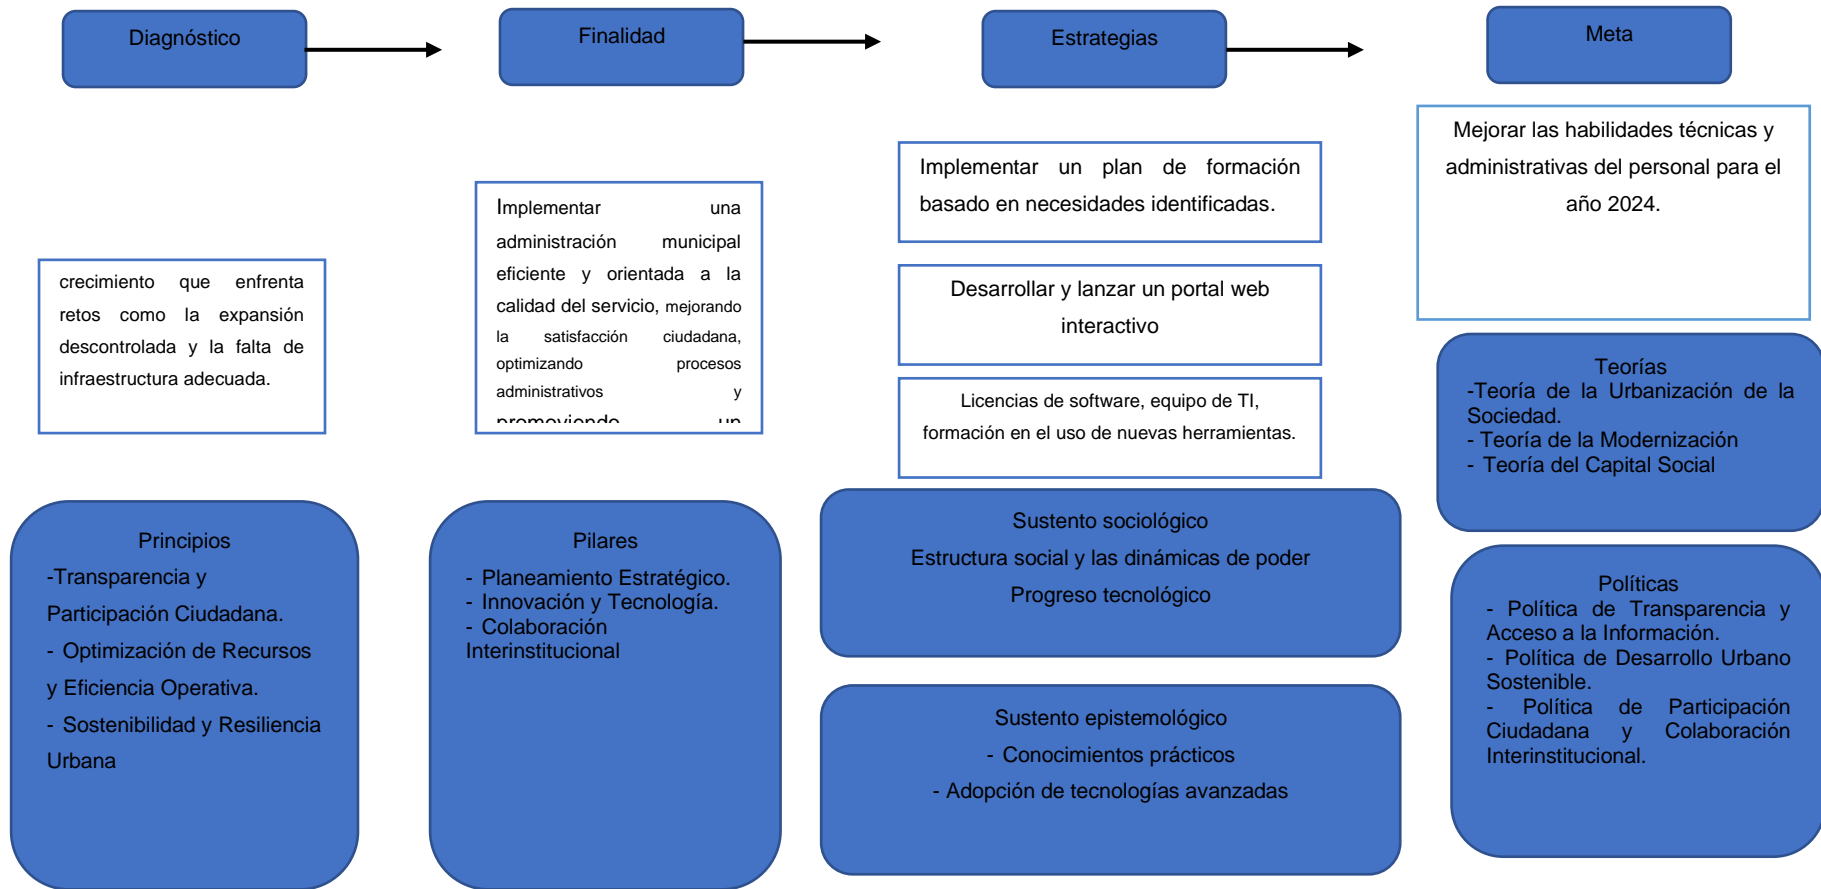 Diagnóstico
Finalidad
Estrategias
Meta
crecimiento que enfrenta
retos como la expansión
descontrolada y la falta de
infraestructura adecuada.
Implementar una
administración municipal
eficiente y orientada a la
calidad del servicio, mejorando
la satisfacción ciudadana,
optimizando procesos
administrativos y
promoviendo un
Implementar un plan de formación
basado en necesidades identificadas.
Desarrollar y lanzar un portal web
interactivo
Licencias de software, equipo de TI,
formación en el uso de nuevas herramientas.
Mejorar las habilidades técnicas y
administrativas del personal para el
año 2024.
Principios
-Transparencia y
Participación Ciudadana.
- Optimización de Recursos
y Eficiencia Operativa.
- Sostenibilidad y Resiliencia
Urbana
Pilares
- Planeamiento Estratégico.
- Innovación y Tecnología.
- Colaboración
Interinstitucional
Sustento sociológico
Estructura social y las dinámicas de poder
Progreso tecnológico
Sustento epistemológico
- Conocimientos prácticos
- Adopción de tecnologías avanzadas
Teorías
-Teoría de la Urbanización de la
Sociedad.
- Teoría de la Modernización
- Teoría del Capital Social
Políticas
- Política de Transparencia y
Acceso a la Información.
- Política de Desarrollo Urbano
Sostenible.
- Política de Participación
Ciudadana y Colaboración
Interinstitucional.